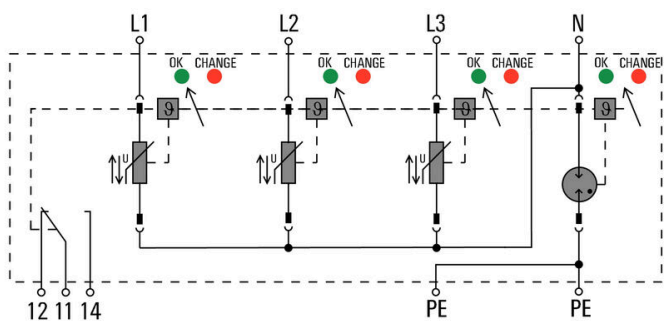 L1 L2 L3 N
OK CHANGE OK CHANGE OK CHANGE OK CHANGE
ϑ ϑ ϑ ϑ
U U U
12 11 14 PE PE